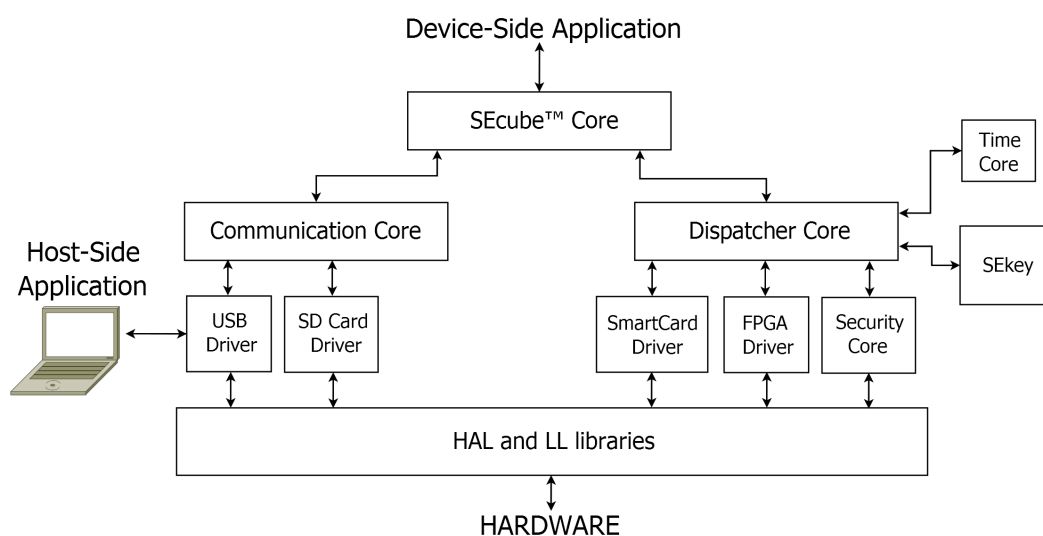 Device-Side Application
SEcube™ Core
Time
Core
Communication Core
Dispatcher Core
Host-Side
Application
SEkey
USB
Driver
SD Card
Driver
SmartCard
Driver
FPGA
Driver
Security
Core
HAL and LL libraries
HARDWARE